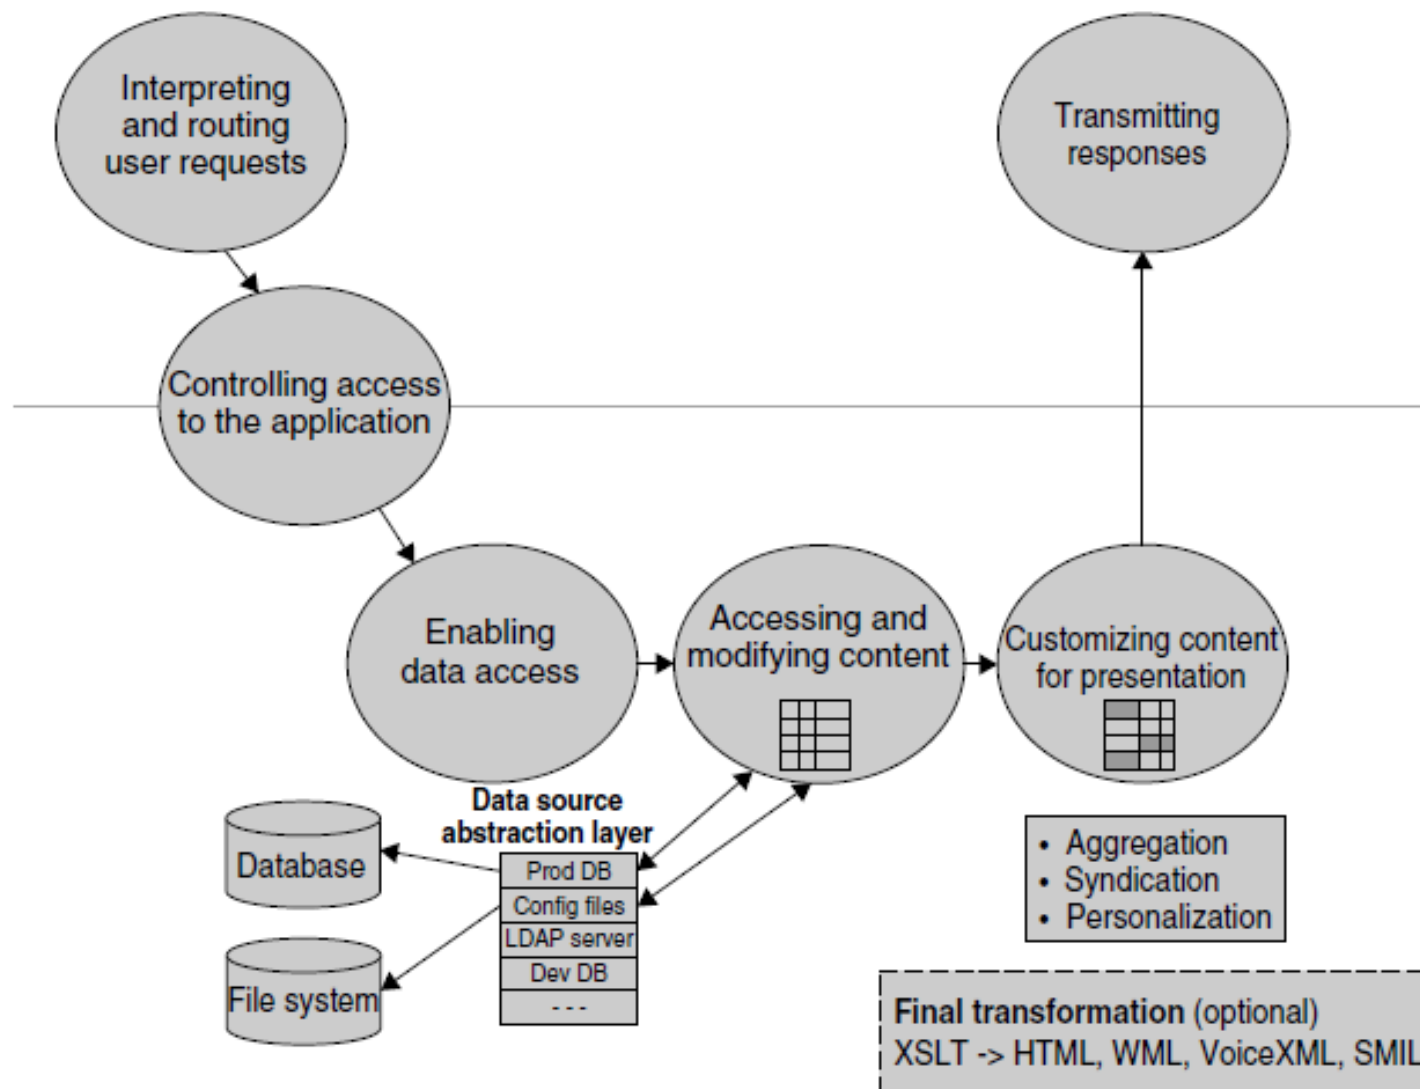 Interpreting
and routing
user requests
Transmitting
responses
Controlling access
to the application
Enabling
data access
Accessing and
modifying content
Customizing content
for presentation
Data source
abstraction layer
Database
File system
Prod DB
Config files
LDAP server
Dev DB
- - -
• Aggregation
• Syndication
• Personalization
Final transformation (optional)
XSLT -> HTML, WML, VoiceXML, SMIL